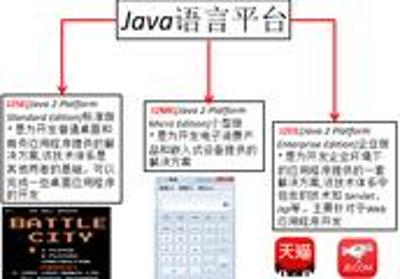 Java语言平台
J2SE(Java 2 Platform
Standard Edition)标准版
•是为开发普通桌面和
商务应用程序提供的解
决方案,该技术体系是
其他两者的基础,可以
完成一些桌面应用程序
的开发
J2ME(Java 2 Platform
Micro Edition)小型版
•是为开发电子消费产
品和嵌入式设备提供的
解决方案
J2EE(Java 2 Platform
Enterprise Edition)企业版
•是为开发企业环境下
的应用程序提供的一套
解决方案,该技术体系中
包含的技术如 Servlet、
Jsp等,主要针对于Web
应用程序开发
BATTLE
CITY
天猫